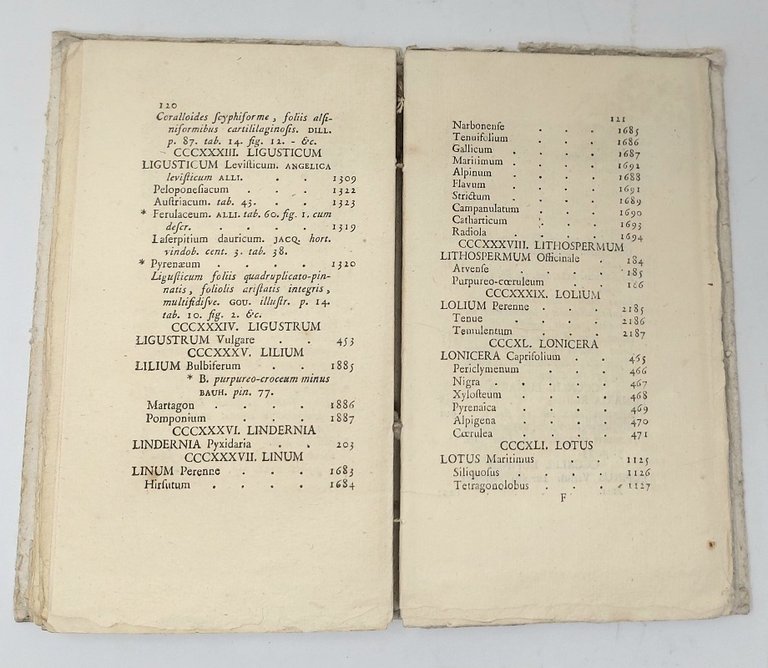 120
Coralloides ſcyphiforme, foliis alſi-
niformibus cartililaginoſis. DILL.
p. 87. tab. 14. fig. 12. - &c.
CCCXXXIII. LIGUSTICUM
LIGUSTICUM Leviſticum. ANGELICA
leviſticum ALLI. . . . 1309
Peloponeſiacum . . . . 1322
Auſtriacum. tab. 43. . . . 1323
* Ferulaceum. ALLI. tab. 60. fig. 1. cum
deſcr. . . . . . 1319
Laſerpitium dauricum. JACQ. hort.
vindob. cent. 3. tab. 38.
* Pyrenæum . . . . 1320
Liguſticum foliis quadruplicato-pin-
natis, foliolis ariſtatis integris,
multifidiſve. GOU. illuſtr. p. 14.
tab. 10. fig. 2. &c.
CCCXXXIV. LIGUSTRUM
LIGUSTRUM Vulgare . . 453
CCCXXXV. LILIUM
LILIUM Bulbiferum . . . 1885
* B. purpureo-croceum minus
BAUH. pin. 77.
Martagon . . . . 1886
Pomponium . . . . 1887
CCCXXXVI. LINDERNIA
LINDERNIA Pyxidaria . . 203
CCCXXXVII. LINUM
LINUM Perenne . . . 1683
Hirſutum . . . . 1684
121
Narbonenſe . . . 1685
Tenuifolium . . . 1686
Gallicum . . . . 1687
Maritimum . . . . 1692
Alpinum . . . . 1688
Flavum . . . . 1691
Strictum . . . . 1689
Campanulatum . . . 1690
Catharticum . . . 1693
Radiola . . . . 1694
CCCXXXVIII. LITHOSPERMUM
LITHOSPERMUM Officinale . 184
Arvenſe . . . . 185
Purpureo-cœruleum . . . 186
CCCXXXIX. LOLIUM
LOLIUM Perenne . . . 2185
Tenue . . . . 2186
Temulentum . . . 2187
CCCXL. LONICERA
LONICERA Caprifolium . . 465
Periclymenum . . . 466
Nigra . . . . . 467
Xyloſteum . . . . 468
Pyrenaica . . . . 469
Alpigena . . . . 470
Cœrulea . . . . 471
CCCXLI. LOTUS
LOTUS Maritimus . . 1125
Siliquoſus . . . . 1126
Tetragonolobus . . . 1127
F